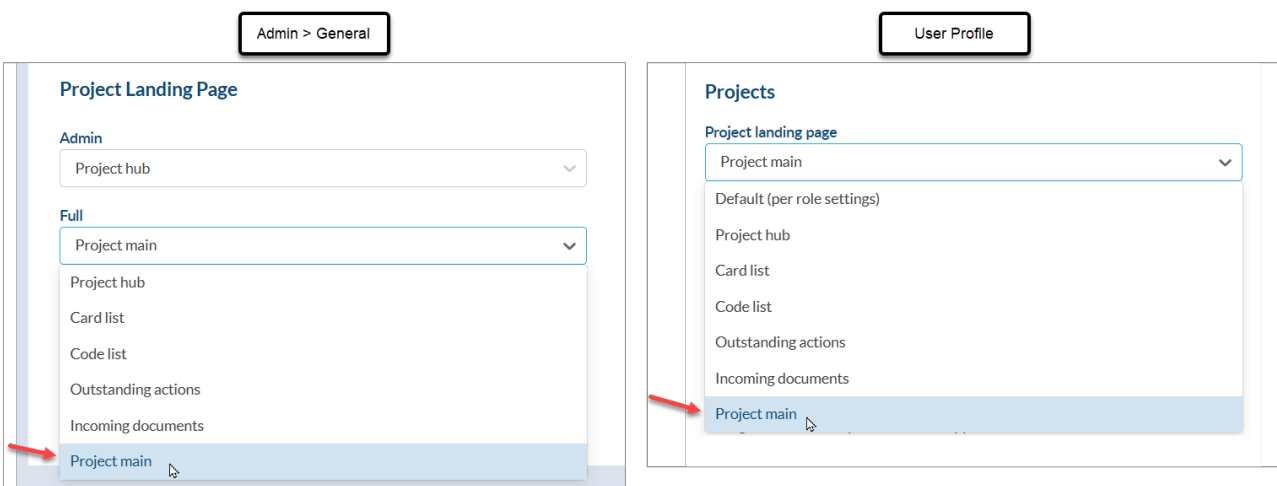 Admin > General
Project Landing Page
Admin
Project hub
Full
Project main
Project hub
Card list
Code list
Outstanding actions
Incoming documents
Project main
User Profile
Projects
Project landing page
Project main
Default (per role settings)
Project hub
Card list
Code list
Outstanding actions
Incoming documents
Project main